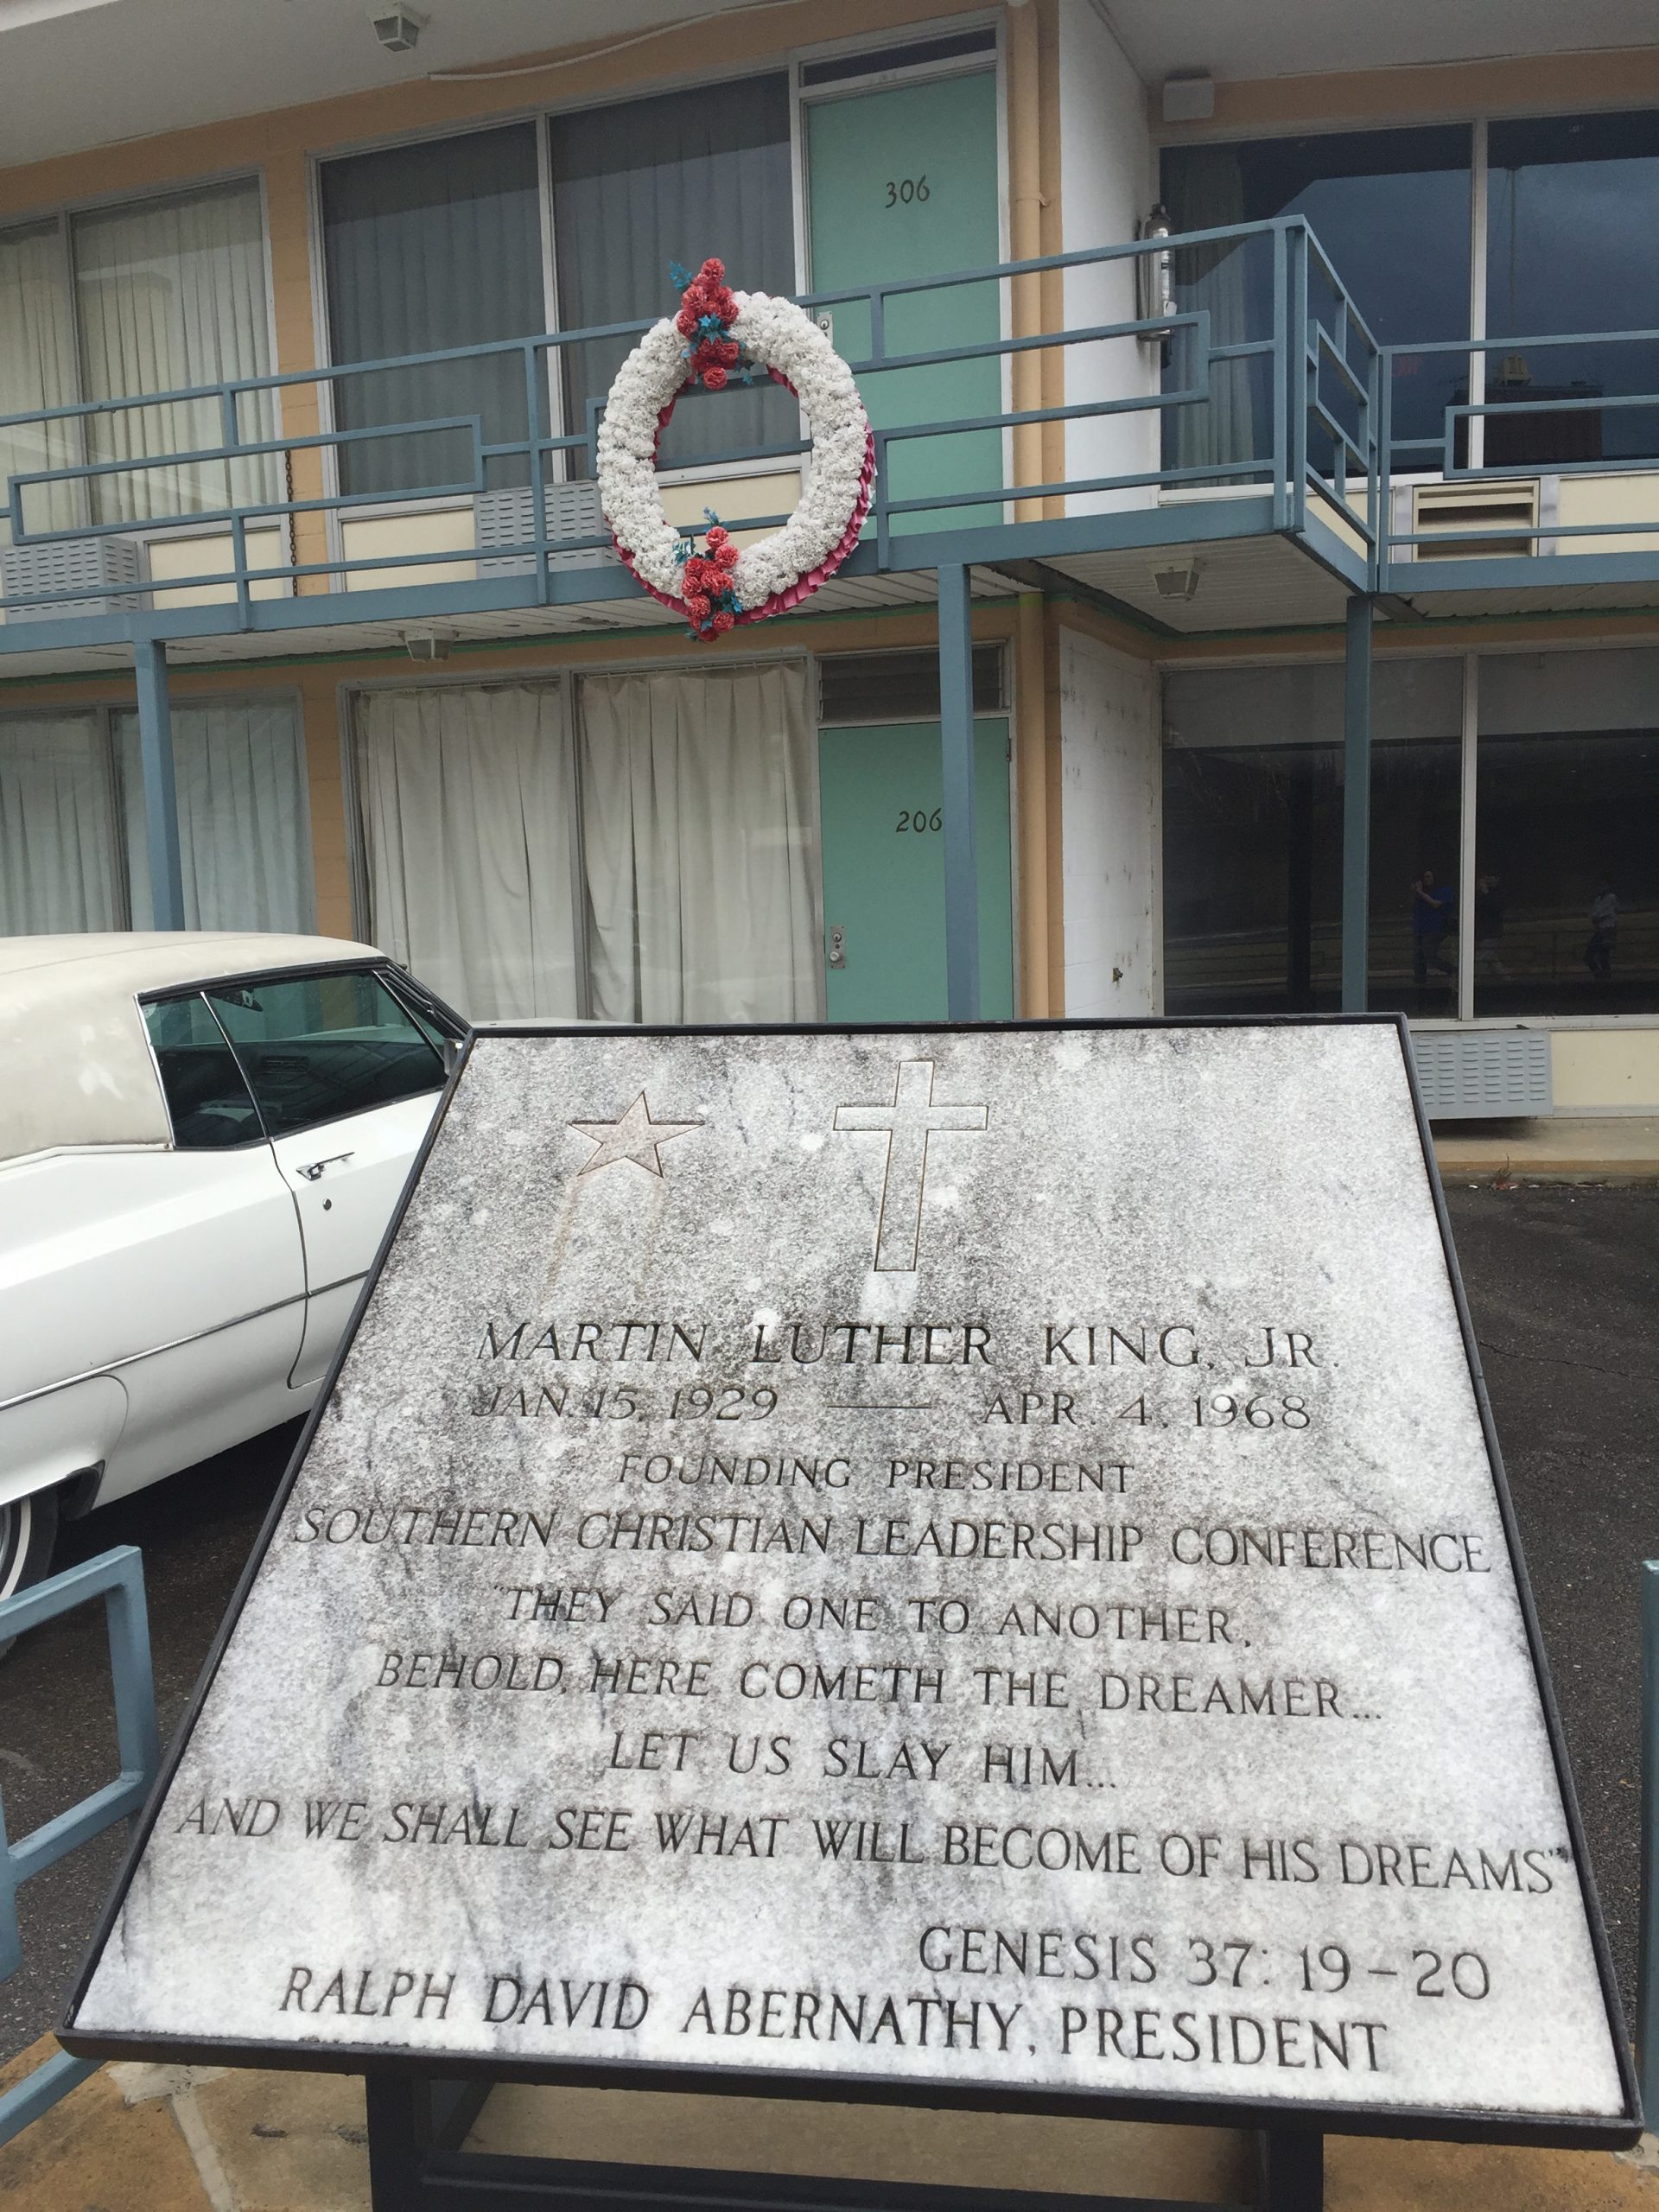 306
206
MARTIN LUTHER KING, JR.
JAN. 15, 1929 — APR. 4, 1968
FOUNDING PRESIDENT
SOUTHERN CHRISTIAN LEADERSHIP CONFERENCE
"THEY SAID ONE TO ANOTHER,
BEHOLD, HERE COMETH THE DREAMER...
LET US SLAY HIM...
AND WE SHALL SEE WHAT WILL BECOME OF HIS DREAMS"
GENESIS 37: 19-20
RALPH DAVID ABERNATHY, PRESIDENT